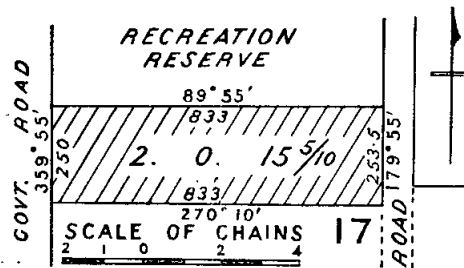 RECREATION
RESERVE
89° 55'
833
GOVT. ROAD
359° 55'
250
2. 0. 15 5/10
253·5
179° 55'
833
270° 10'
17
ROAD
SCALE OF CHAINS
2 1 0 2 4